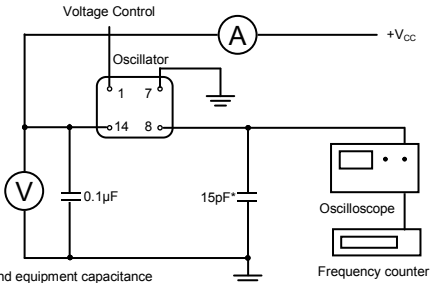 Voltage Control
A
+VCC
Oscillator
1 7
14 8
V
0.1µF
15pF*
Oscilloscope
nd equipment capacitance
Frequency counter